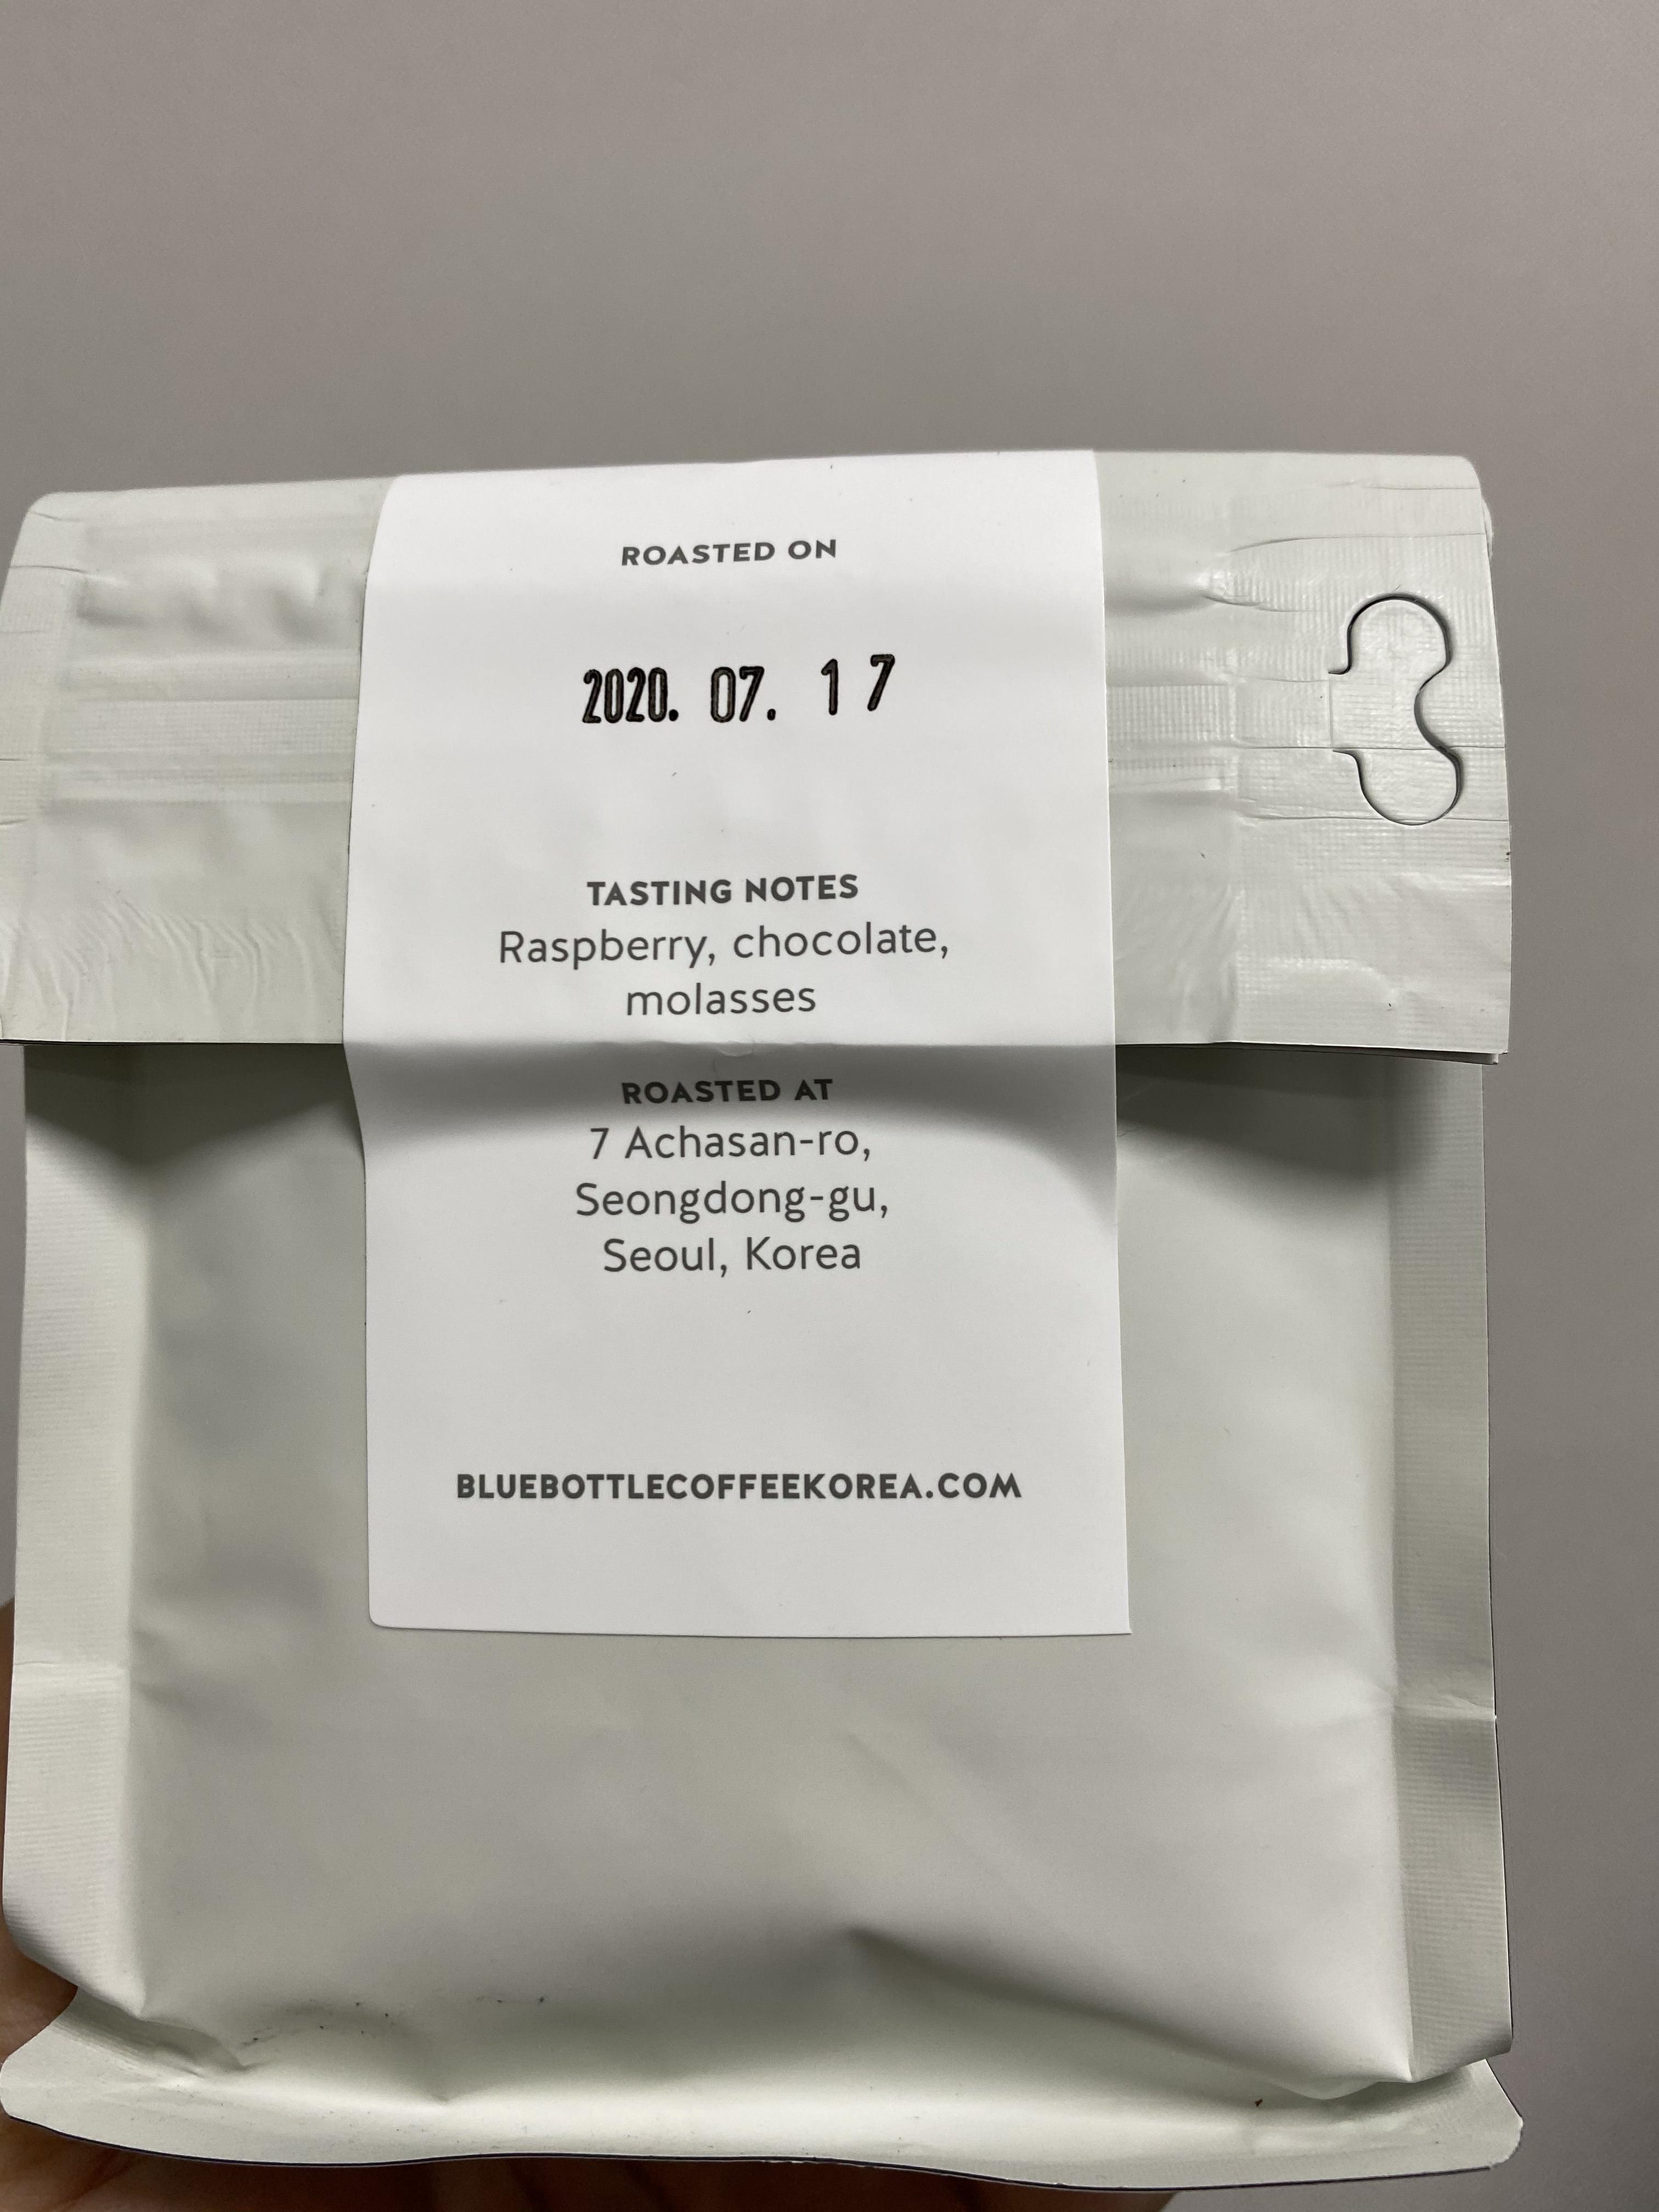 ROASTED ON
2020. 07. 17
TASTING NOTES
Raspberry, chocolate,
molasses
ROASTED AT
7 Achasan-ro,
Seongdong-gu,
Seoul, Korea
BLUEBOTTLECOFFEEKOREA.COM